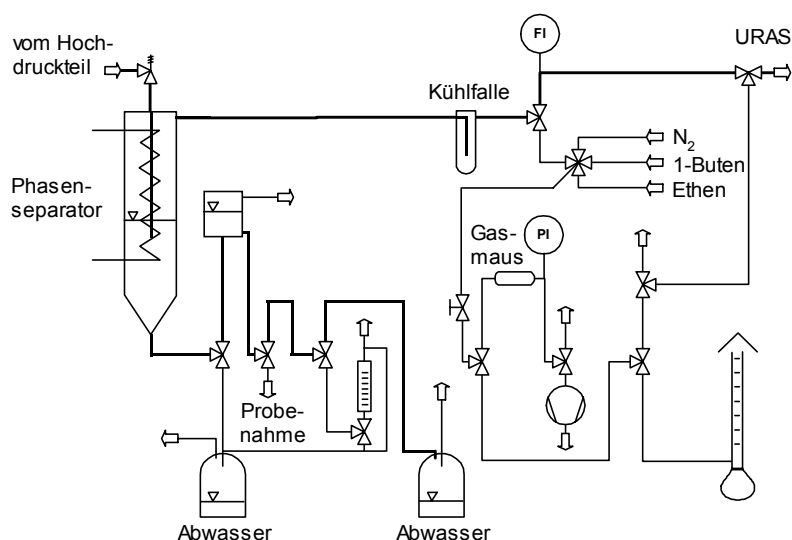 vom Hoch-
druckteil
FI
URAS
Kühlfalle
N2
1-Buten
Ethen
Phasen-
separator
Gas-
maus
PI
Probe-
nahme
Abwasser
Abwasser